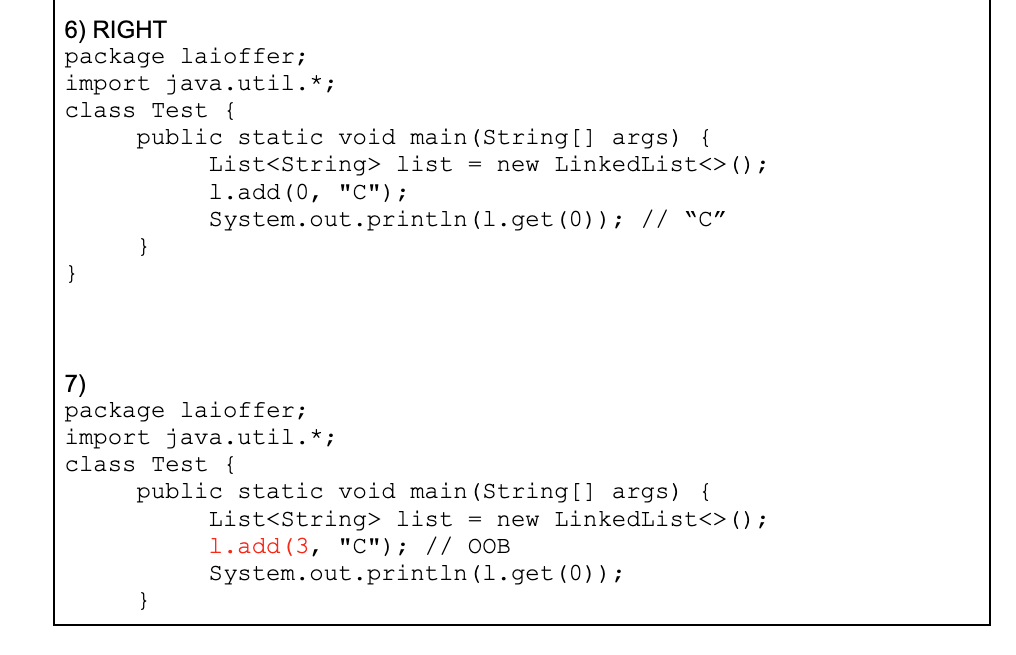 6) RIGHT
package laioffer;
import java.util.*;
class Test {
     public static void main(String[] args) {
          List<String> list = new LinkedList<>();
          l.add(0, "C");
          System.out.println(l.get(0)); // “C”
     }
}
7)
package laioffer;
import java.util.*;
class Test {
     public static void main(String[] args) {
          List<String> list = new LinkedList<>();
          l.add(3, "C"); // OOB
          System.out.println(l.get(0));
     }